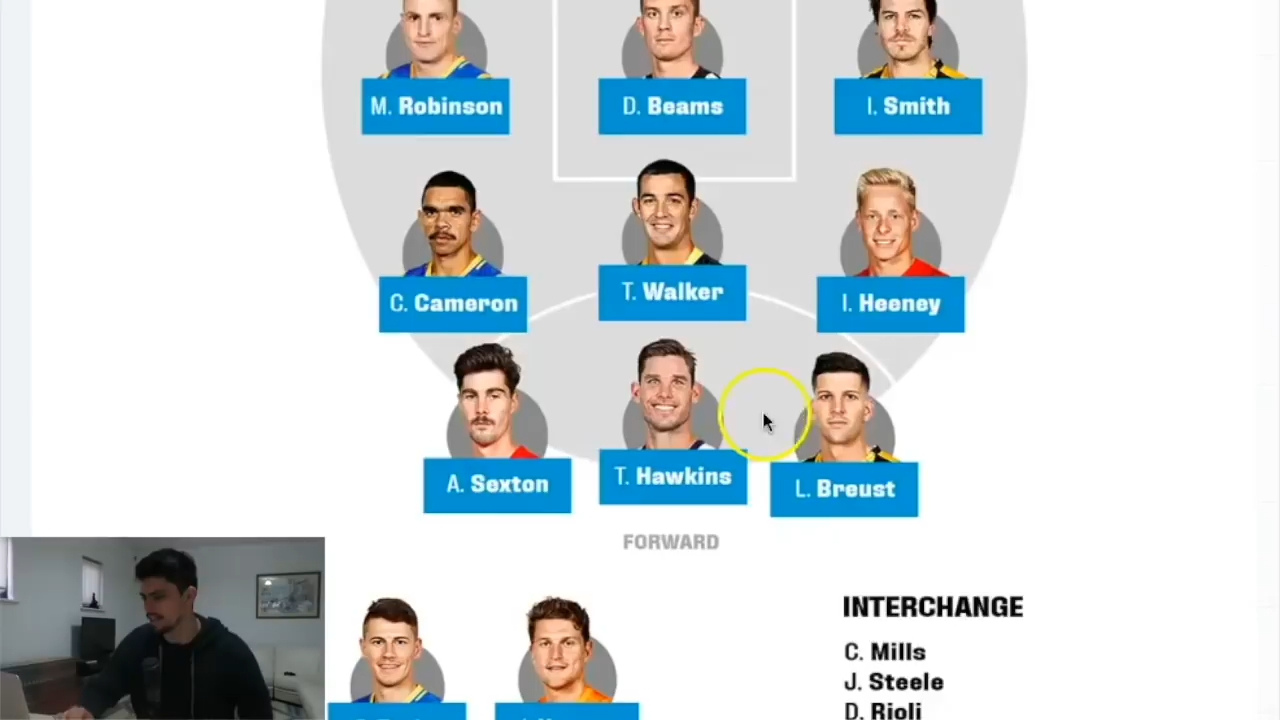 M. Robinson
D. Beams
I. Smith
C. Cameron
T. Walker
I. Heeney
A. Sexton
T. Hawkins
L. Breust
FORWARD
INTERCHANGE
C. Mills
J. Steele
D. Rioli